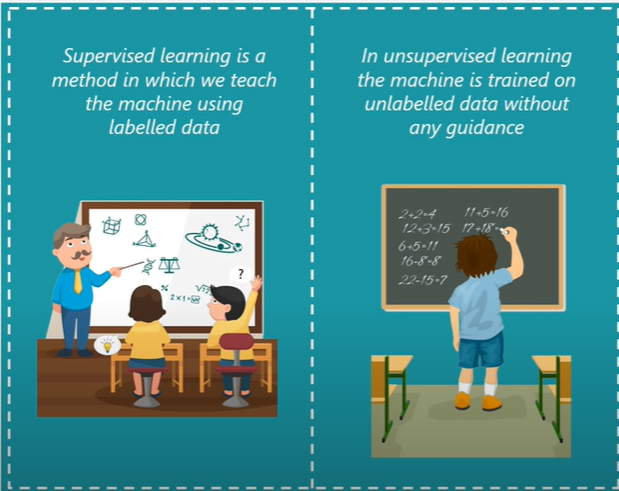 Supervised learning is a
method in which we teach
the machine using
labelled data
In unsupervised learning
the machine is trained on
unlabelled data without
any guidance
?
2×1=
2+2=4
12+3=15
6+5=11
16-8=8
22-15=7
11+5=16
17+18=